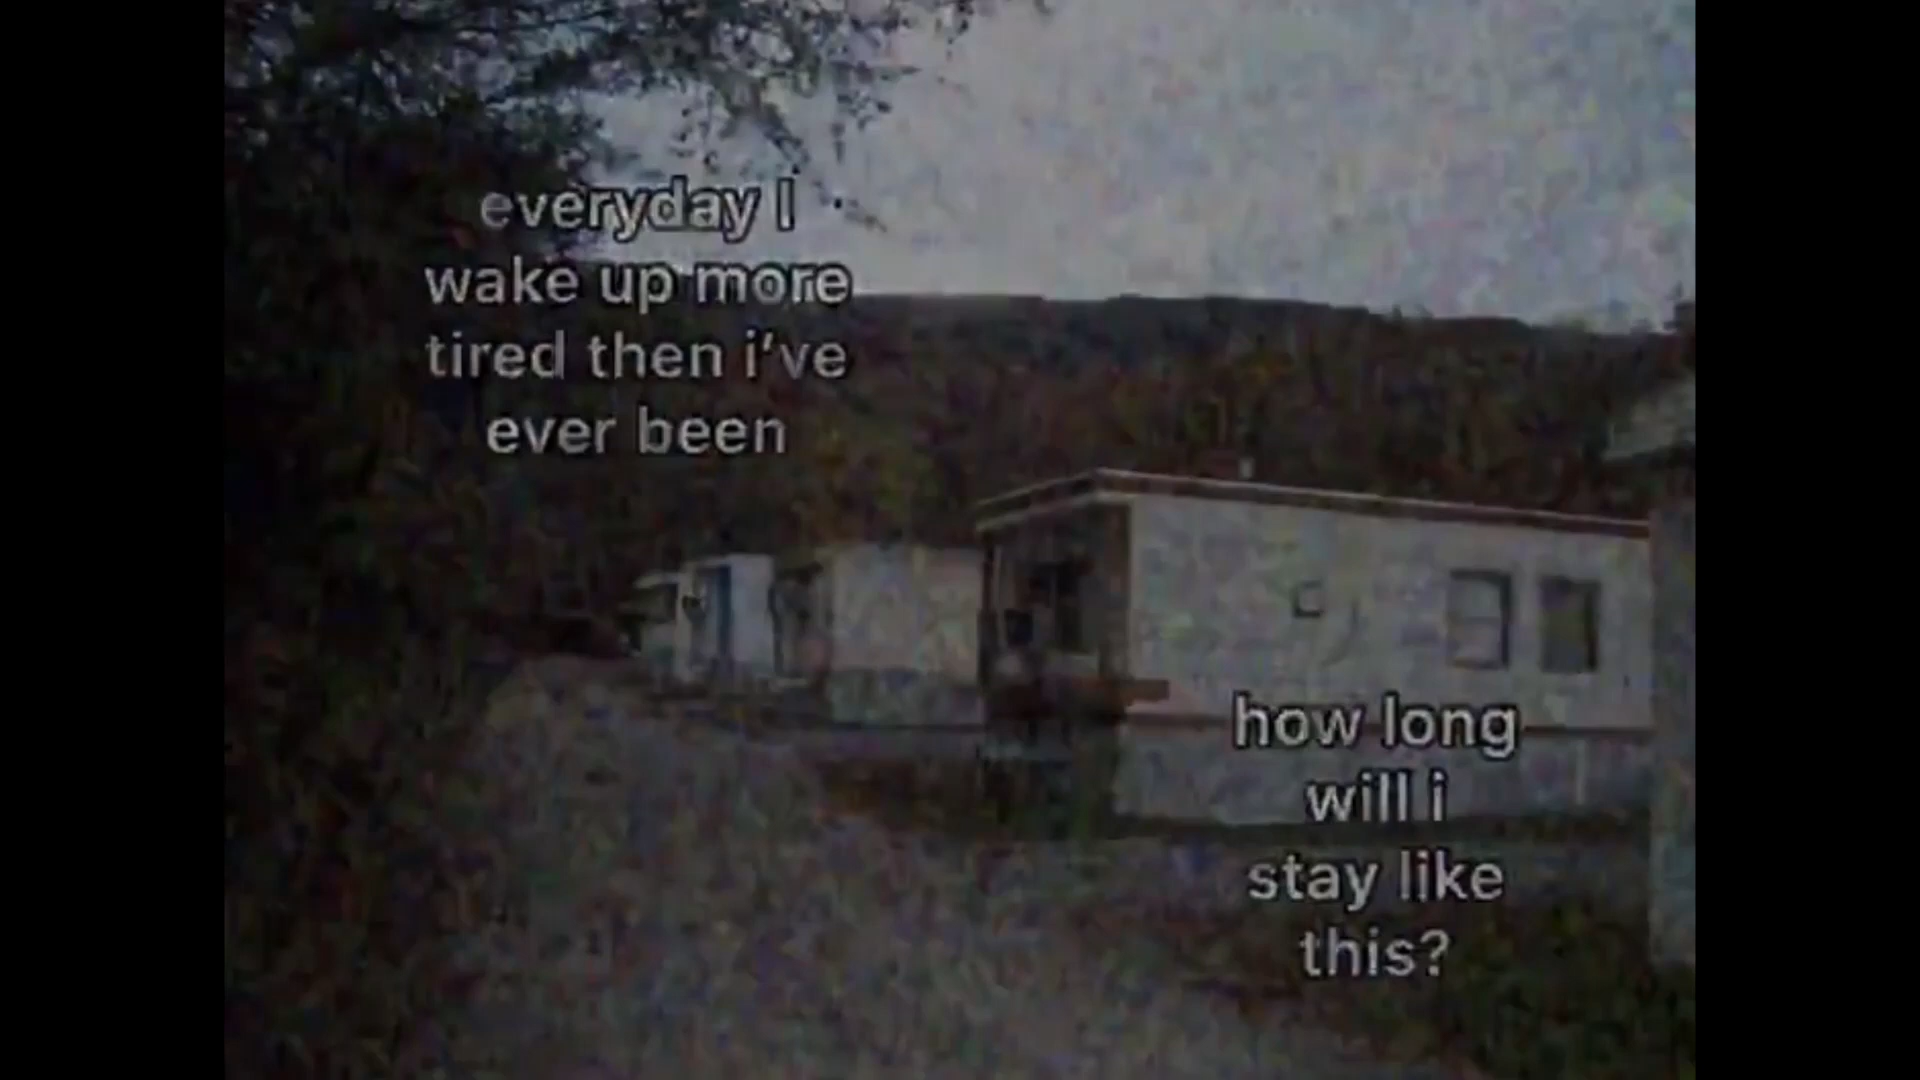 everyday I
wake up more
tired then i've
ever been
how long
will i
stay like
this?